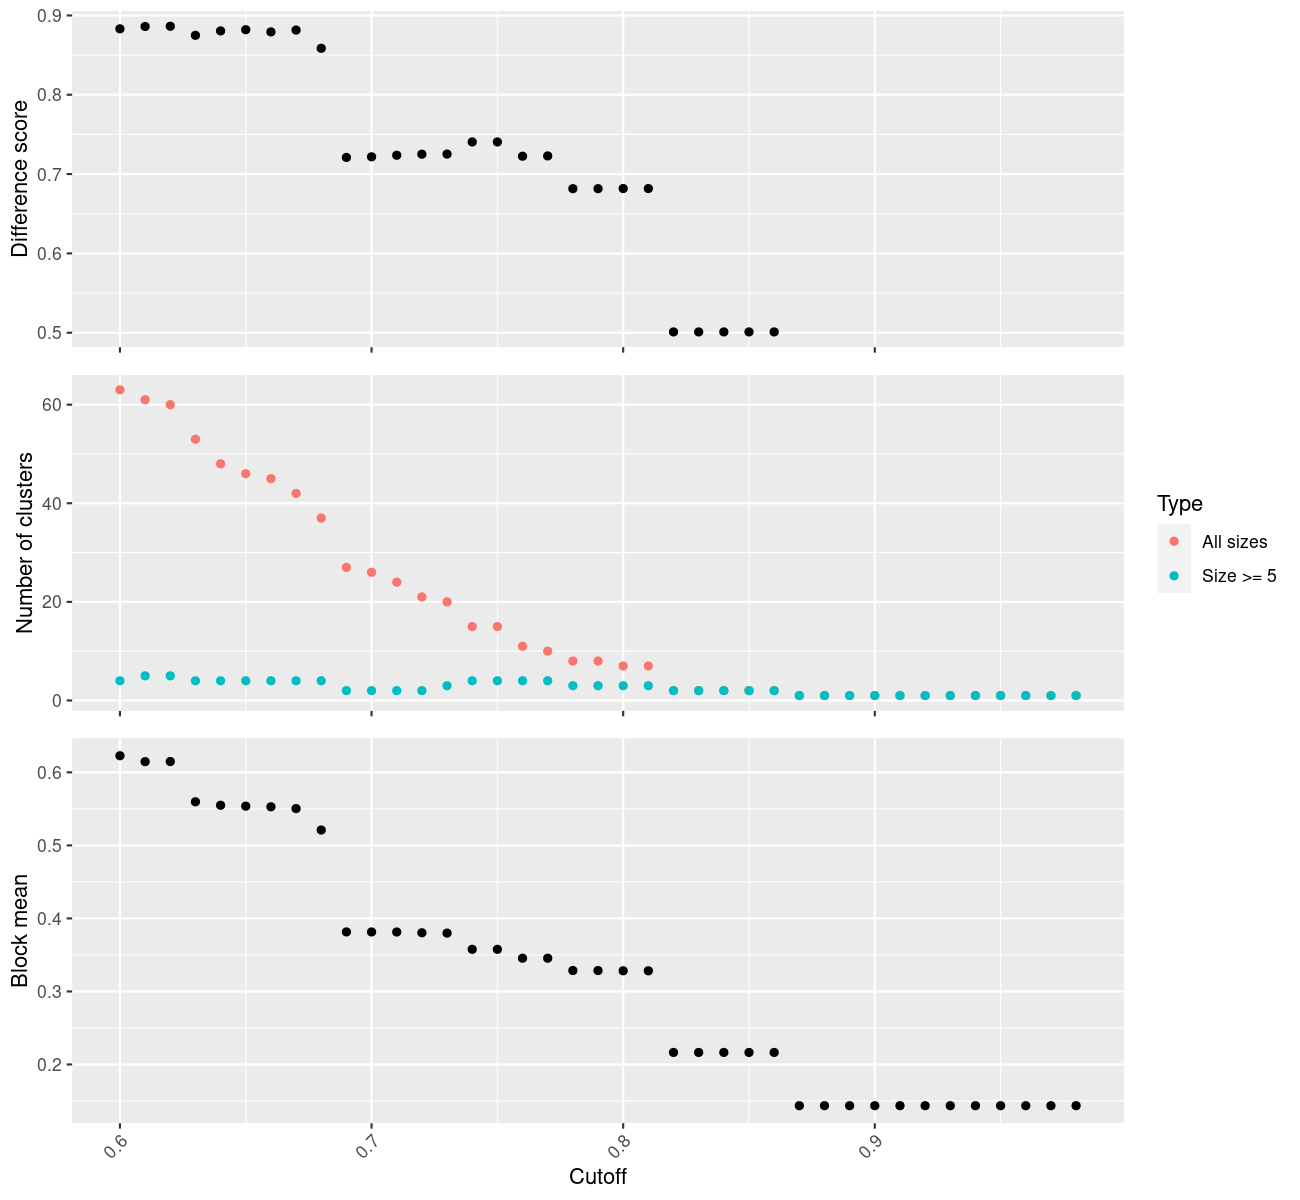 Difference score
0.9
0.8
0.7
0.6
0.5
Number of clusters
60
40
20
0
Type
All sizes
Size >= 5
Block mean
0.6
0.5
0.4
0.3
0.2
0.6
0.7
0.8
0.9
Cutoff